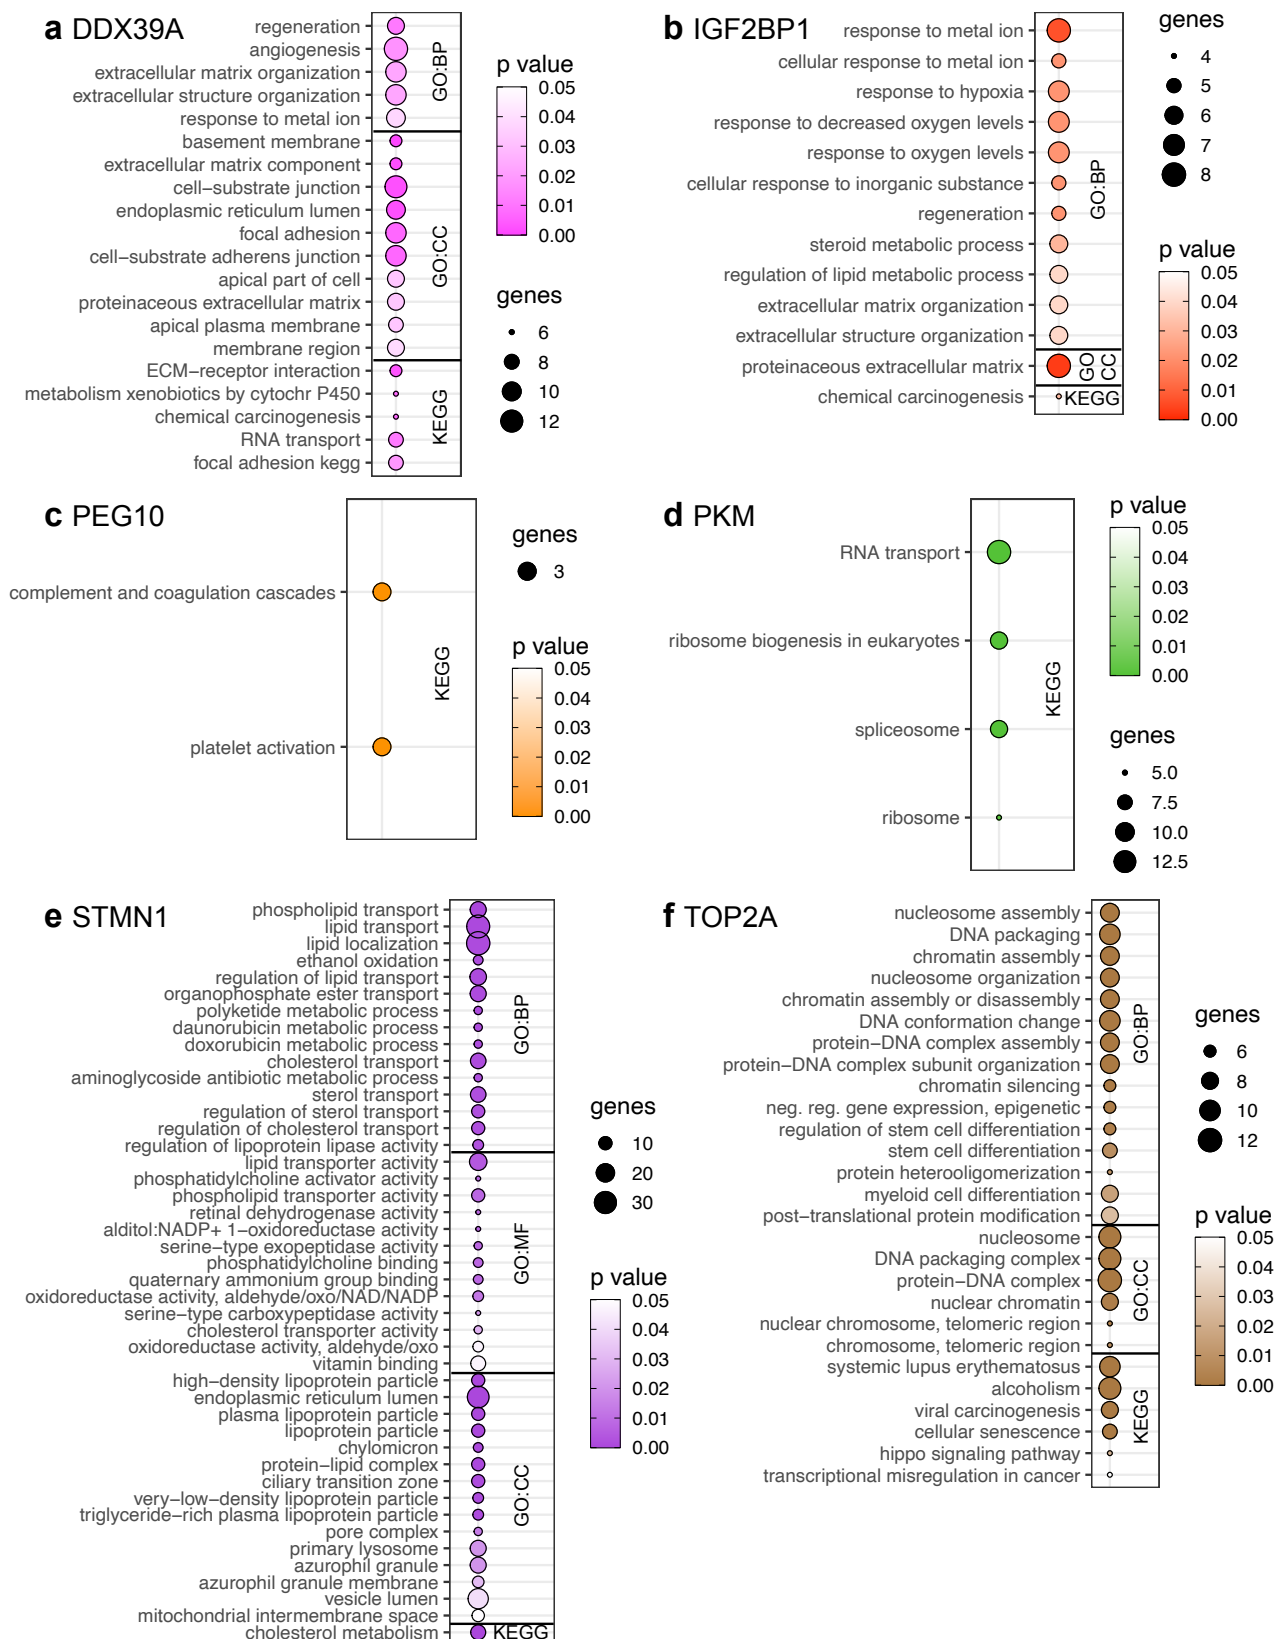 a DDX39A
regeneration
angiogenesis
extracellular matrix organization
extracellular structure organization
response to metal ion
basement membrane
extracellular matrix component
cell−substrate junction
endoplasmic reticulum lumen
focal adhesion
cell−substrate adherens junction
apical part of cell
proteinaceous extracellular matrix
apical plasma membrane
membrane region
ECM−receptor interaction
metabolism xenobiotics by cytochr P450
chemical carcinogenesis
RNA transport
focal adhesion kegg
GO:BP
GO:CC
KEGG
p value
0.05
0.04
0.03
0.02
0.01
0.00
genes
6
8
10
12
b IGF2BP1
response to metal ion
cellular response to metal ion
response to hypoxia
response to decreased oxygen levels
response to oxygen levels
cellular response to inorganic substance
regeneration
steroid metabolic process
regulation of lipid metabolic process
extracellular matrix organization
extracellular structure organization
proteinaceous extracellular matrix
chemical carcinogenesis
GO:BP
GO
CC
KEGG
genes
4
5
6
7
8
p value
0.05
0.04
0.03
0.02
0.01
0.00
c PEG10
complement and coagulation cascades
platelet activation
KEGG
genes
3
p value
0.05
0.04
0.03
0.02
0.01
0.00
d PKM
RNA transport
ribosome biogenesis in eukaryotes
spliceosome
ribosome
KEGG
p value
0.05
0.04
0.03
0.02
0.01
0.00
genes
5.0
7.5
10.0
12.5
e STMN1
phospholipid transport
lipid transport
lipid localization
ethanol oxidation
regulation of lipid transport
organophosphate ester transport
polyketide metabolic process
daunorubicin metabolic process
doxorubicin metabolic process
cholesterol transport
aminoglycoside antibiotic metabolic process
sterol transport
regulation of sterol transport
regulation of cholesterol transport
regulation of lipoprotein lipase activity
lipid transporter activity
phosphatidylcholine activator activity
phospholipid transporter activity
retinal dehydrogenase activity
alditol:NADP+ 1−oxidoreductase activity
serine−type exopeptidase activity
phosphatidylcholine binding
quaternary ammonium group binding
oxidoreductase activity, aldehyde/oxo/NAD/NADP
serine−type carboxypeptidase activity
cholesterol transporter activity
oxidoreductase activity, aldehyde/oxo
vitamin binding
high−density lipoprotein particle
endoplasmic reticulum lumen
plasma lipoprotein particle
lipoprotein particle
chylomicron
protein−lipid complex
ciliary transition zone
very−low−density lipoprotein particle
triglyceride−rich plasma lipoprotein particle
pore complex
primary lysosome
azurophil granule
azurophil granule membrane
vesicle lumen
mitochondrial intermembrane space
cholesterol metabolism
GO:BP
GO:MF
GO:CC
KEGG
genes
10
20
30
p value
0.05
0.04
0.03
0.02
0.01
0.00
f TOP2A
nucleosome assembly
DNA packaging
chromatin assembly
nucleosome organization
chromatin assembly or disassembly
DNA conformation change
protein−DNA complex assembly
protein−DNA complex subunit organization
chromatin silencing
neg. reg. gene expression, epigenetic
regulation of stem cell differentiation
stem cell differentiation
protein heterooligomerization
myeloid cell differentiation
post−translational protein modification
nucleosome
DNA packaging complex
protein−DNA complex
nuclear chromatin
nuclear chromosome, telomeric region
chromosome, telomeric region
systemic lupus erythematosus
alcoholism
viral carcinogenesis
cellular senescence
hippo signaling pathway
transcriptional misregulation in cancer
GO:BP
GO:CC
KEGG
genes
6
8
10
12
p value
0.05
0.04
0.03
0.02
0.01
0.00